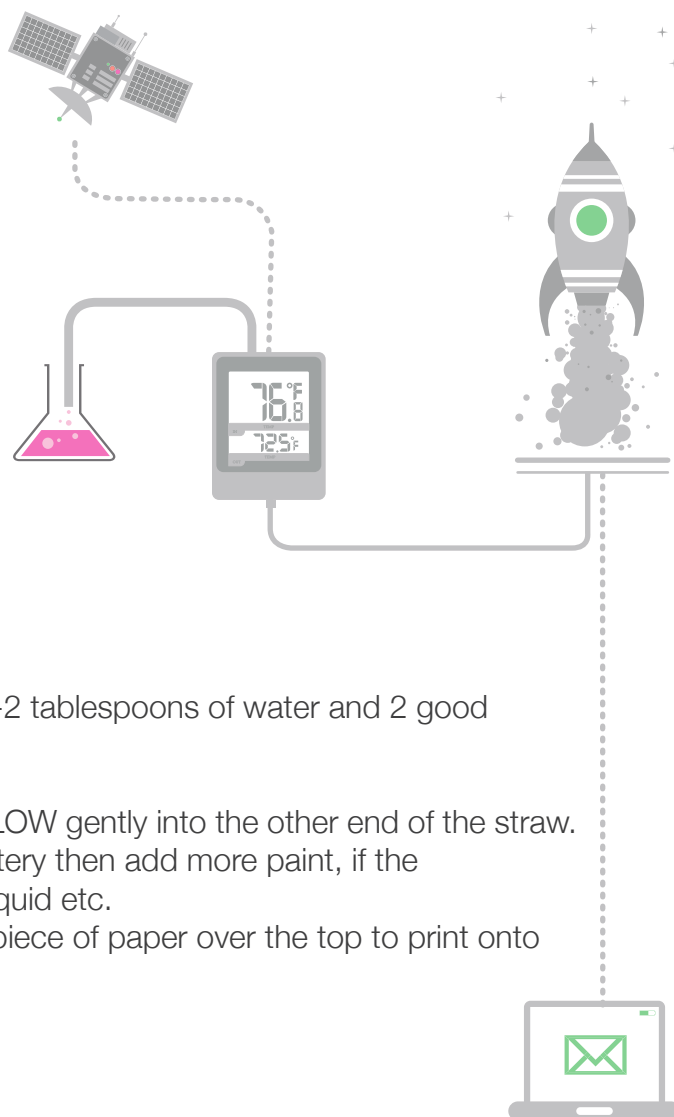 76.8°F
72.5°F
-2 tablespoons of water and 2 good
LOW gently into the other end of the straw.
tery then add more paint, if the
quid etc.
piece of paper over the top to print onto